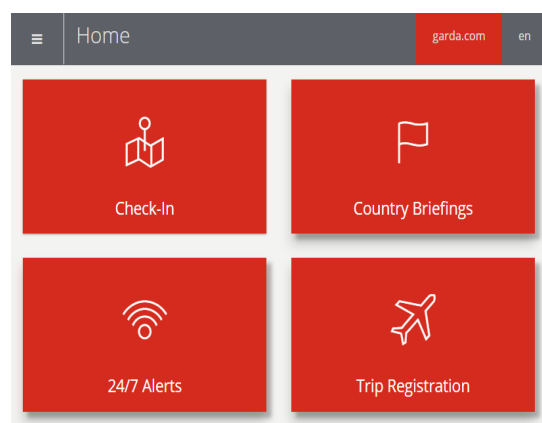 Home
garda.com
en
Check-In
Country Briefings
24/7 Alerts
Trip Registration